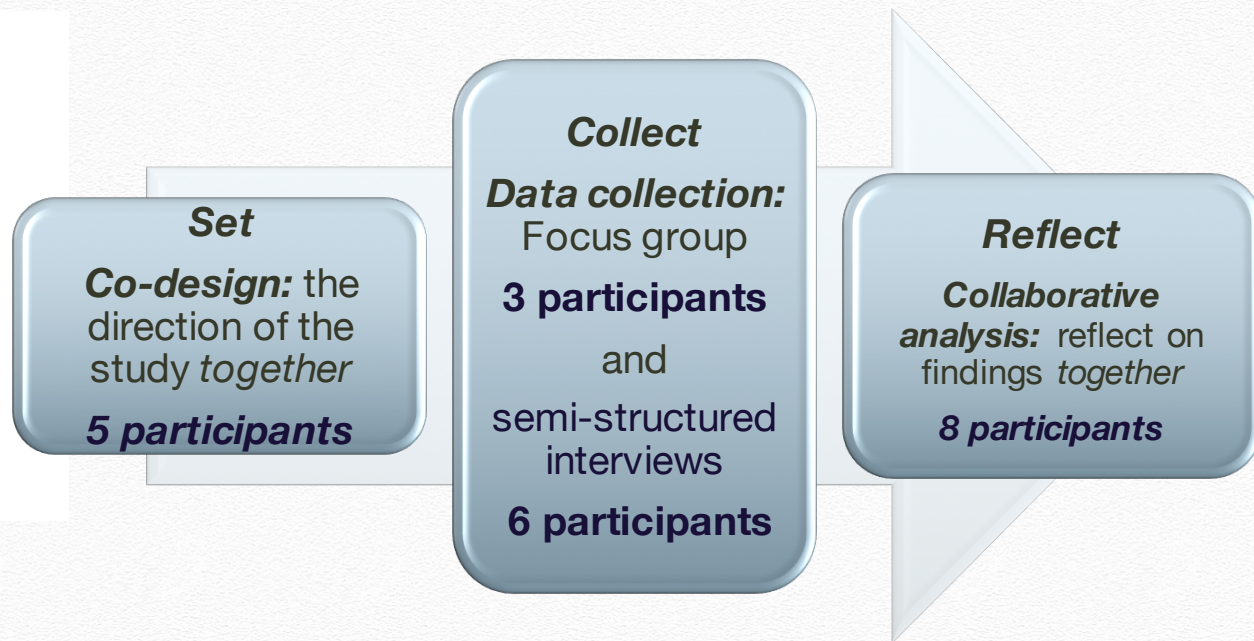 Set
Co-design: the
direction of the
study together
5 participants
Collect
Data collection:
Focus group
3 participants
and
semi-structured
interviews
6 participants
Reflect
Collaborative
analysis: reflect on
findings together
8 participants